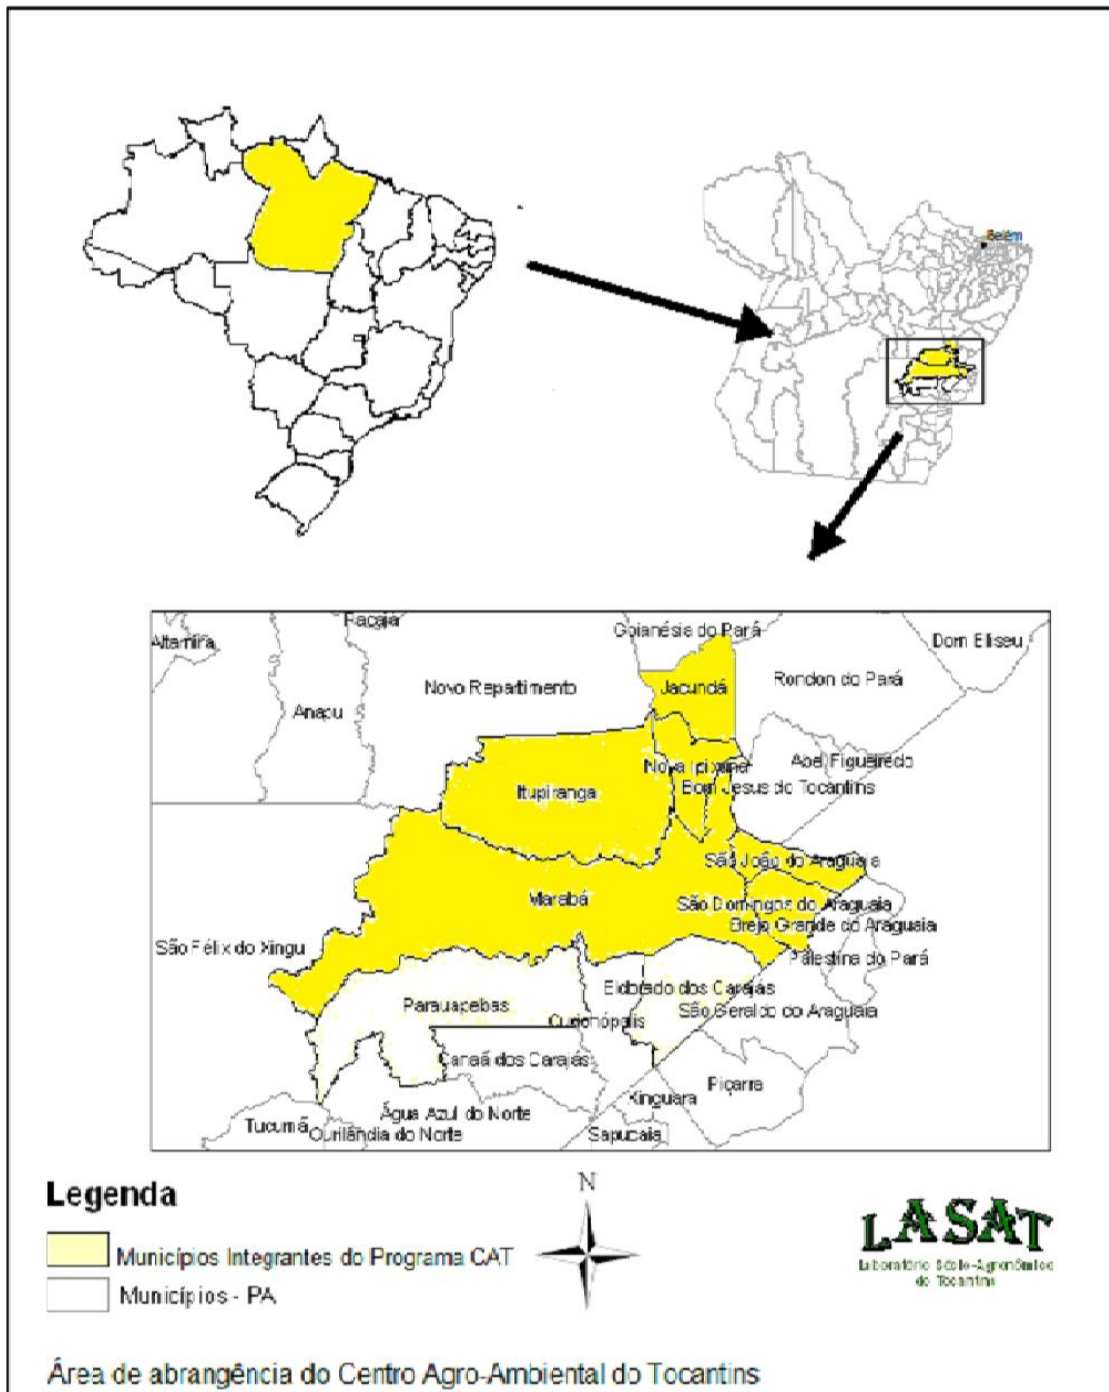 Belém
Pacajá
Altamira
Goianésia do Pará
Dom Eliseu
Jacundá
Rondon do Pará
Novo Repartimento
Anapu
Nova Ipixuna
Abel Figueiredo
Itupiranga
Bom Jesus do Tocantins
São João do Araguaia
Marabá
São Domingos do Araguaia
Brejo Grande do Araguaia
São Félix do Xingu
Palestina do Pará
Eldorado dos Carajás
Parauapebas
São Geraldo do Araguaia
Curionópolis
Canaã dos Carajás
Piçarra
Xinguara
Água Azul do Norte
Tucumã
Ourilândia do Norte
Sapucaia
Legenda
N
Municípios Integrantes do Programa CAT
Municípios - PA
LASAT
Laboratório Sócio-Agronômico
do Tocantins
Área de abrangência do Centro Agro-Ambiental do Tocantins